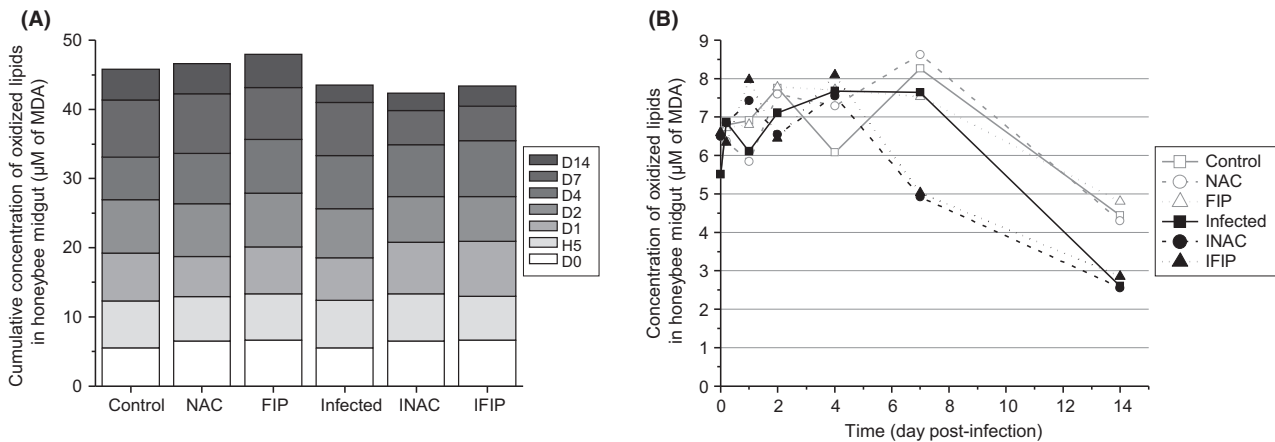 (A)
Cumulative concentration of oxidized lipids
in honeybee midgut (µM of MDA)
50
40
30
20
10
0
Control NAC FIP Infected INAC IFIP
D14
D7
D4
D2
D1
H5
D0
(B)
Concentration of oxidized lipids
in honeybee midgut (µM of MDA)
9
8
7
6
5
4
3
2
1
0
0 2 4 6 8 10 12 14
Time (day post-infection)
Control
NAC
FIP
Infected
INAC
IFIP